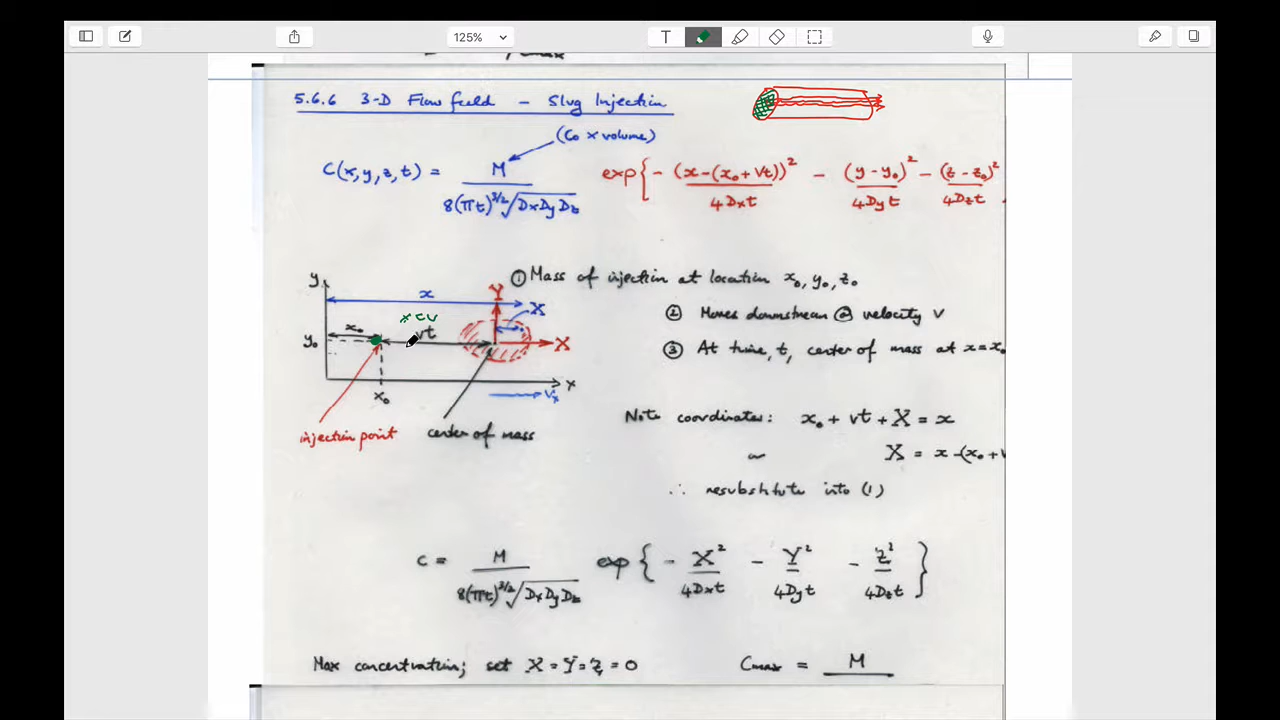 125%
T
5.6.6 3-D Flow field - Slug Injection
(Co × volume)
C(x,y,z,t) = M / 8(πt)^3/2 √DxDyDz exp{ - (x-(x₀+Vt))² / 4Dxt - (y-y₀)² / 4Dyt - (z-z₀)² / 4Dzt
y
x
Y
① Mass of injection at location x₀, y₀, z₀
X
② Moves downstream @ velocity V
x₀
vt
y₀
X
③ At time, t, center of mass at x=x₀
x
x₀
Vx
Note coordinates: x₀ + vt + X = x
injection point
center of mass
or X = x-(x₀+v
∴ resubstitute into (1)
C = M / 8(πt)^3/2 √DxDyDz exp{ - X² / 4Dxt - Y² / 4Dyt - Z² / 4Dzt }
Max concentration; set X=Y=Z=0 Cmax = M